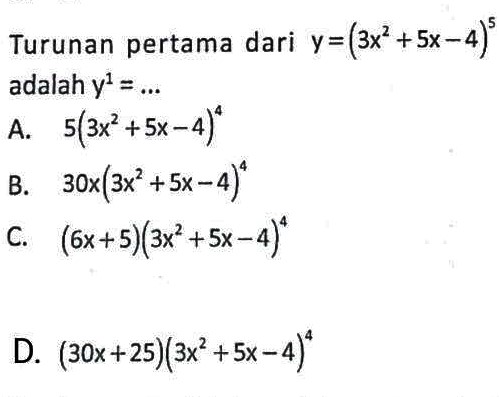 Turunan pertama dari y=(3x²+5x−4)⁵
adalah y¹ = ...
A. 5(3x²+5x−4)⁴
B. 30x(3x²+5x−4)⁴
C. (6x+5)(3x²+5x−4)⁴
D. (30x+25)(3x²+5x−4)⁴